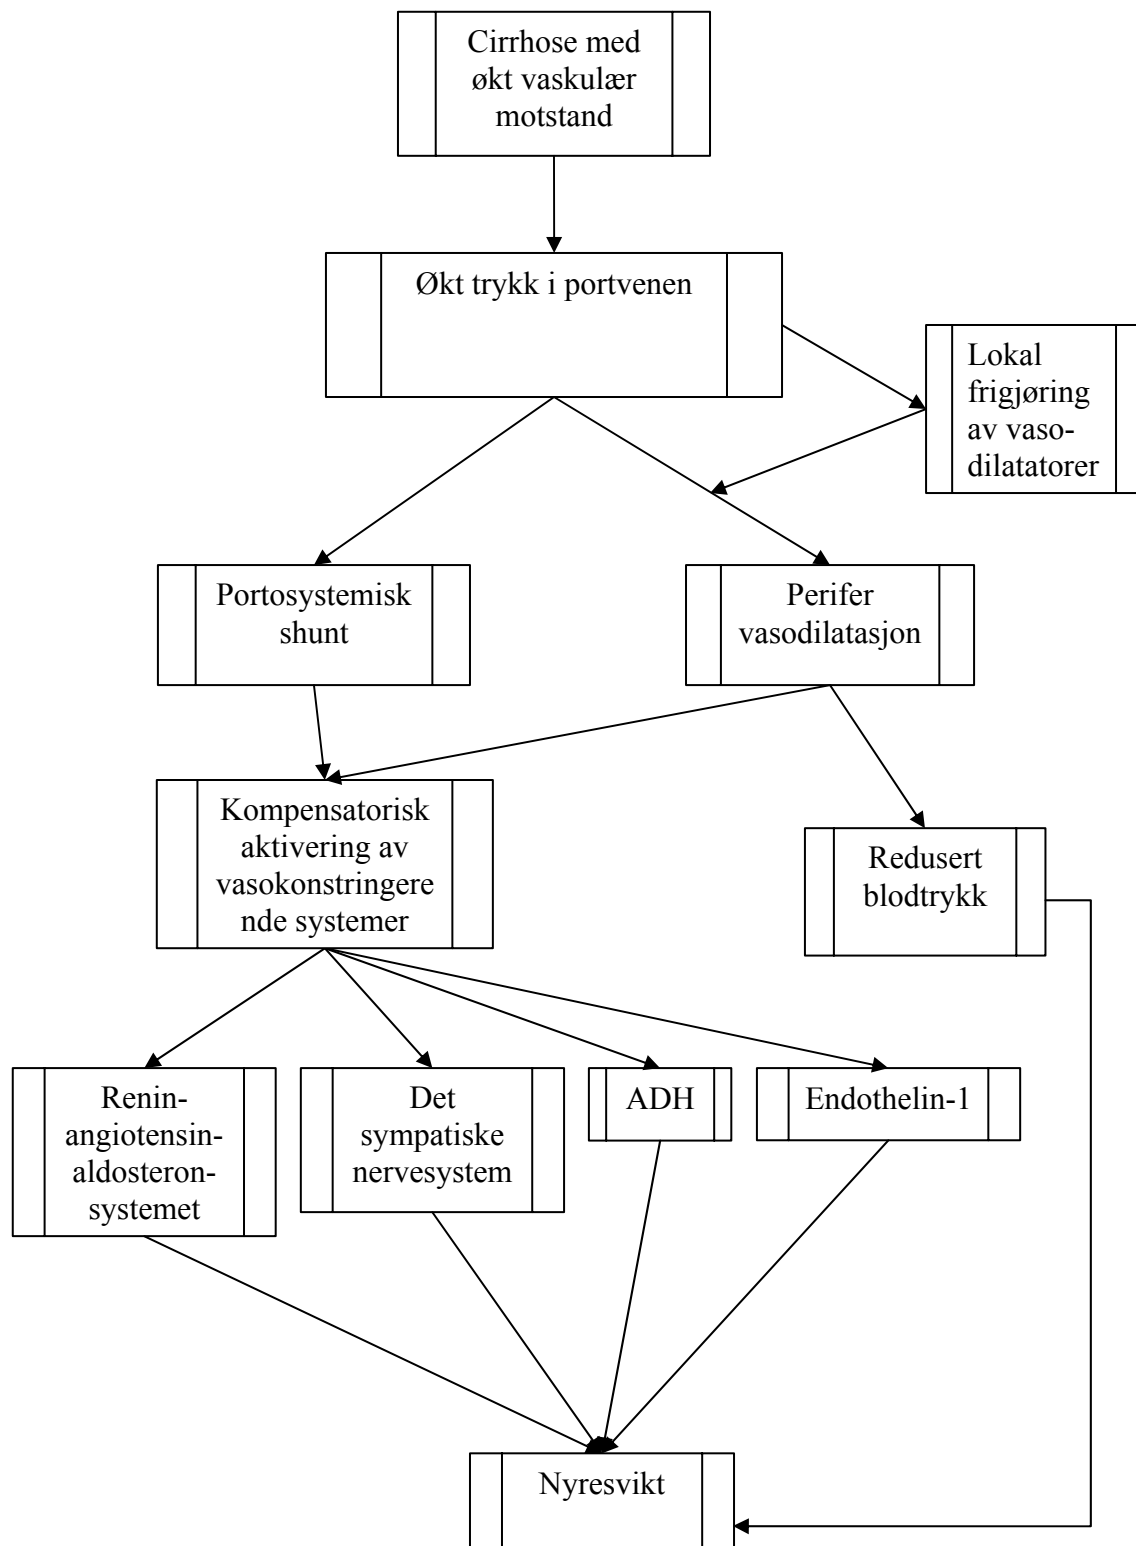 Cirrhose med
økt vaskulær
motstand
Økt trykk i portvenen
Lokal
frigjøring
av vaso-
dilatatorer
Portosystemisk
shunt
Perifer
vasodilatasjon
Kompensatorisk
aktivering av
vasokonstringere
nde systemer
Redusert
blodtrykk
Renin-
angiotensin-
aldosteron-
systemet
Det
sympatiske
nervesystem
ADH
Endothelin-1
Nyresvikt